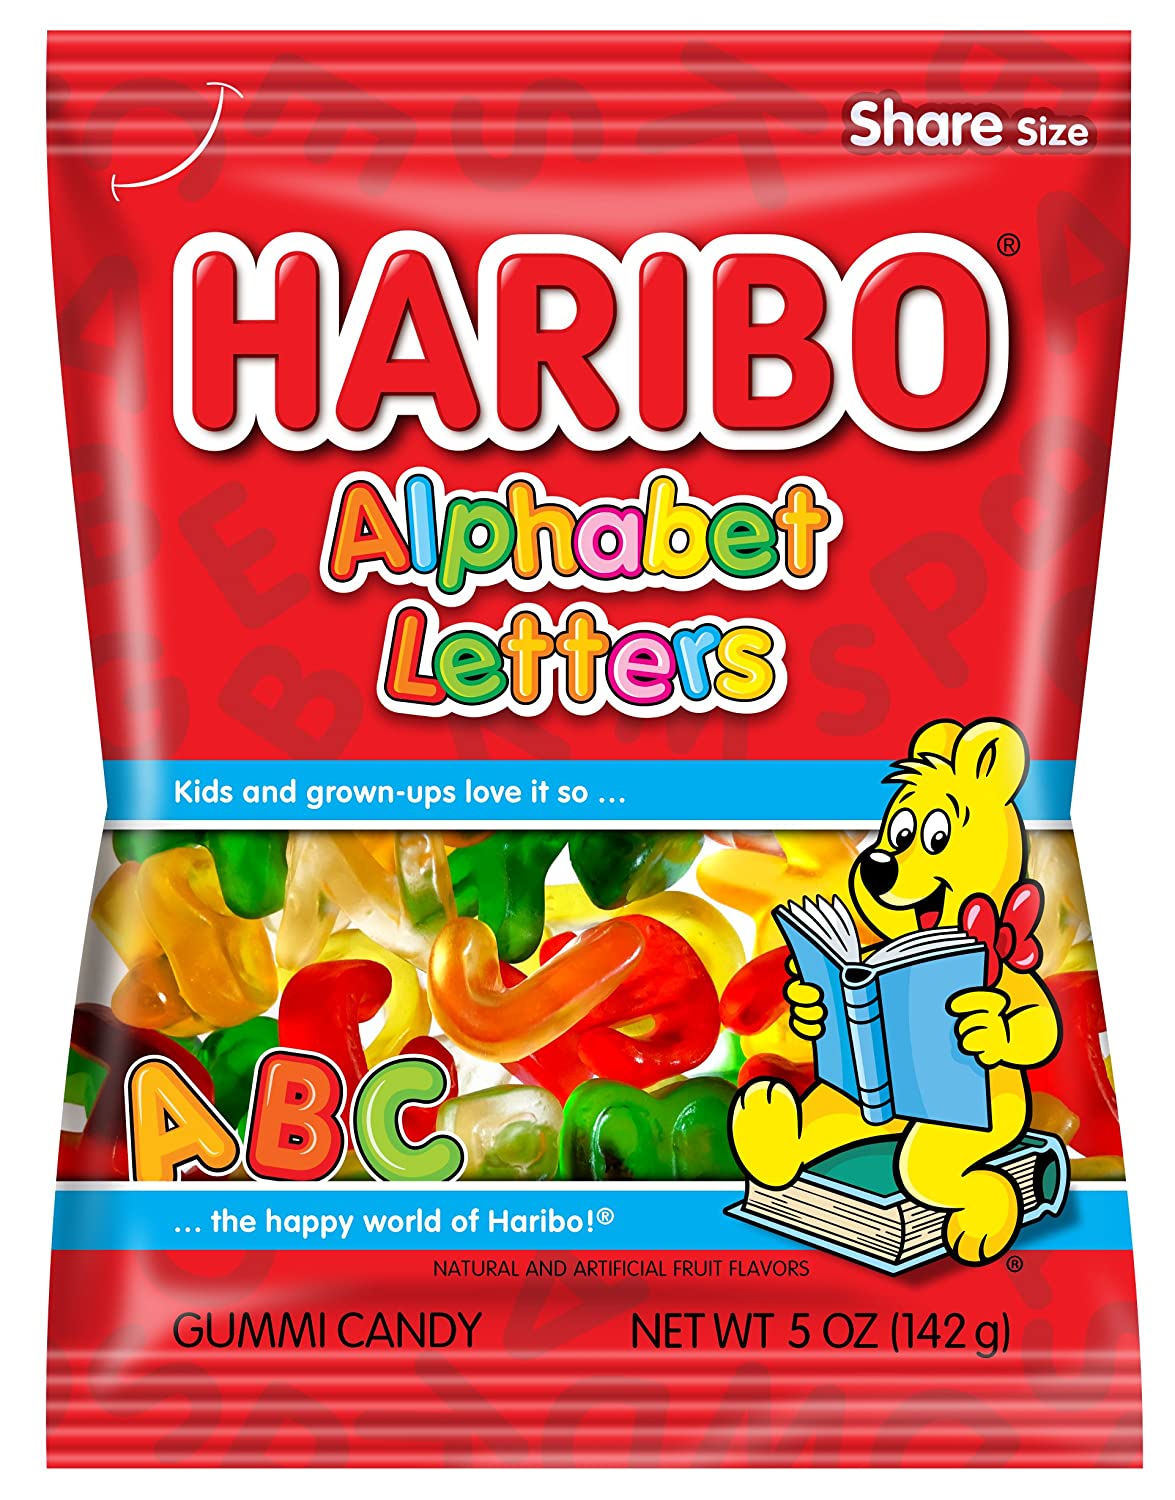 Share Size
HARIBO®
Alphabet
Letters
Kids and grown-ups love it so ...
ABC
... the happy world of Haribo!®
®
NATURAL AND ARTIFICIAL FRUIT FLAVORS
GUMMI CANDY NET WT 5 OZ (142 g)